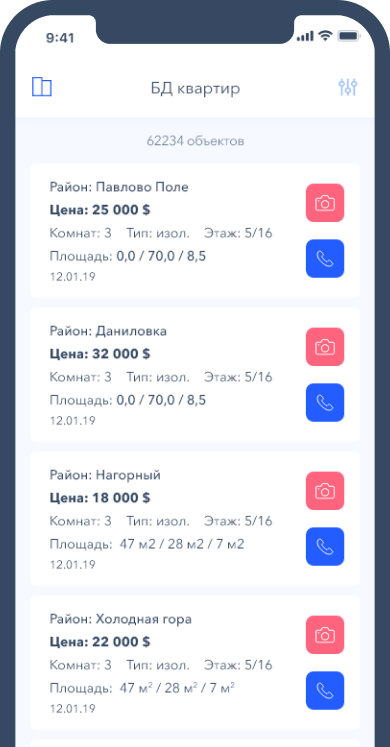 9:41
БД квартир
62234 объектов
Район: Павлово Поле
Цена: 25 000 $
Комнат: 3 Тип: изол. Этаж: 5/16
Площадь: 0,0 / 70,0 / 8,5
12.01.19
Район: Даниловка
Цена: 32 000 $
Комнат: 3 Тип: изол. Этаж: 5/16
Площадь: 0,0 / 70,0 / 8,5
12.01.19
Район: Нагорный
Цена: 18 000 $
Комнат: 3 Тип: изол. Этаж: 5/16
Площадь: 47 м2 / 28 м2 / 7 м2
12.01.19
Район: Холодная гора
Цена: 22 000 $
Комнат: 3 Тип: изол. Этаж: 5/16
Площадь: 47 м² / 28 м² / 7 м²
12.01.19